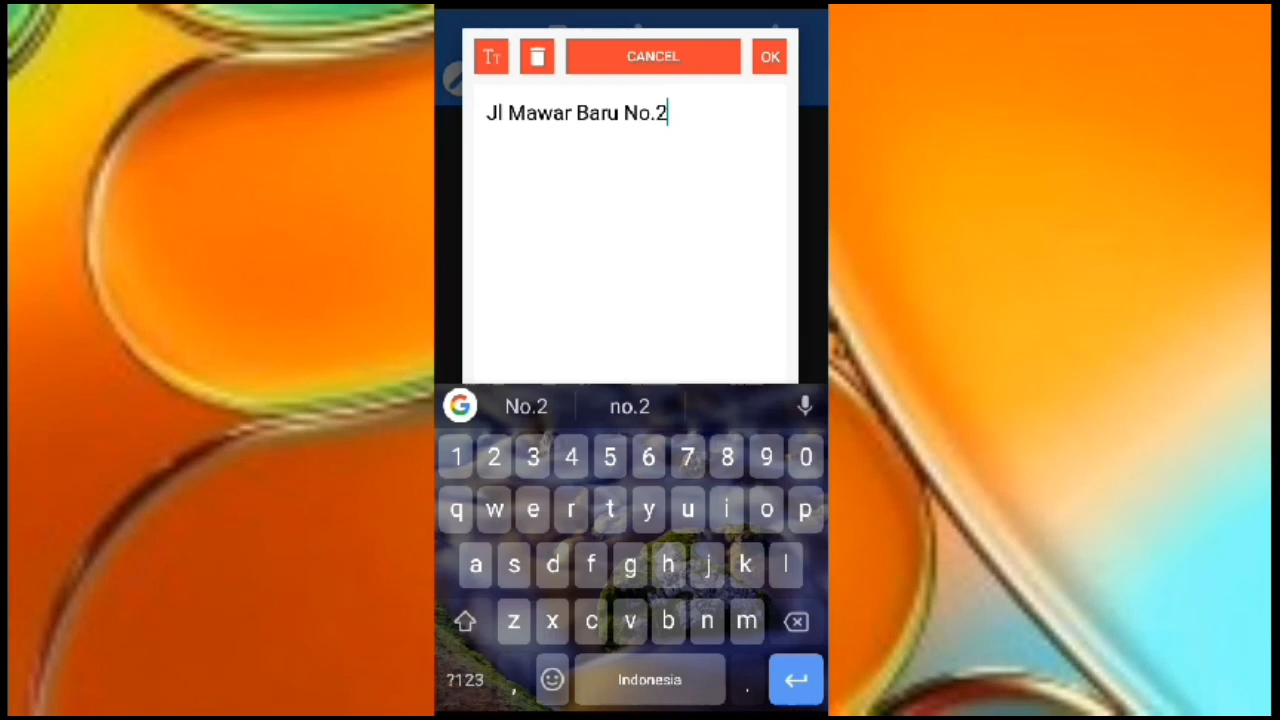 Tт CANCEL OK
Jl Mawar Baru No.2
G No.2 no.2
1 2 3 4 5 6 7 8 9 0
q w e r t y u i o p
a s d f g h j k l
z x c v b n m
?123 , Indonesia .